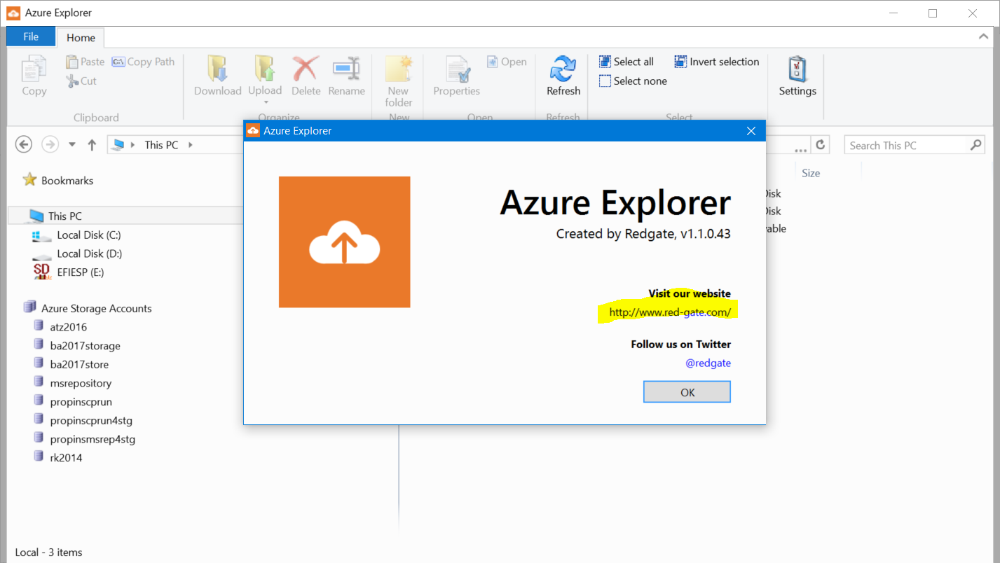 Azure Explorer
File Home
Paste Copy Path Open Select all Invert selection
Cut Select none
Copy Download Upload Delete Rename New folder Properties Refresh Settings
Clipboard Organize New Open Refresh Select
This PC ... Search This PC
Azure Explorer
Size
Bookmarks
This PC
Local Disk (C:)
Local Disk (D:)
SD
EFIESP (E:)
Azure Storage Accounts
atz2016
ba2017storage
ba2017store
msrepository
propinscprun
propinscprun4stg
propinsmsrep4stg
rk2014
Azure Explorer
Created by Redgate, v1.1.0.43
Visit our website
http://www.red-gate.com/
Follow us on Twitter
@redgate
OK
Disk
Disk
Local - 3 items